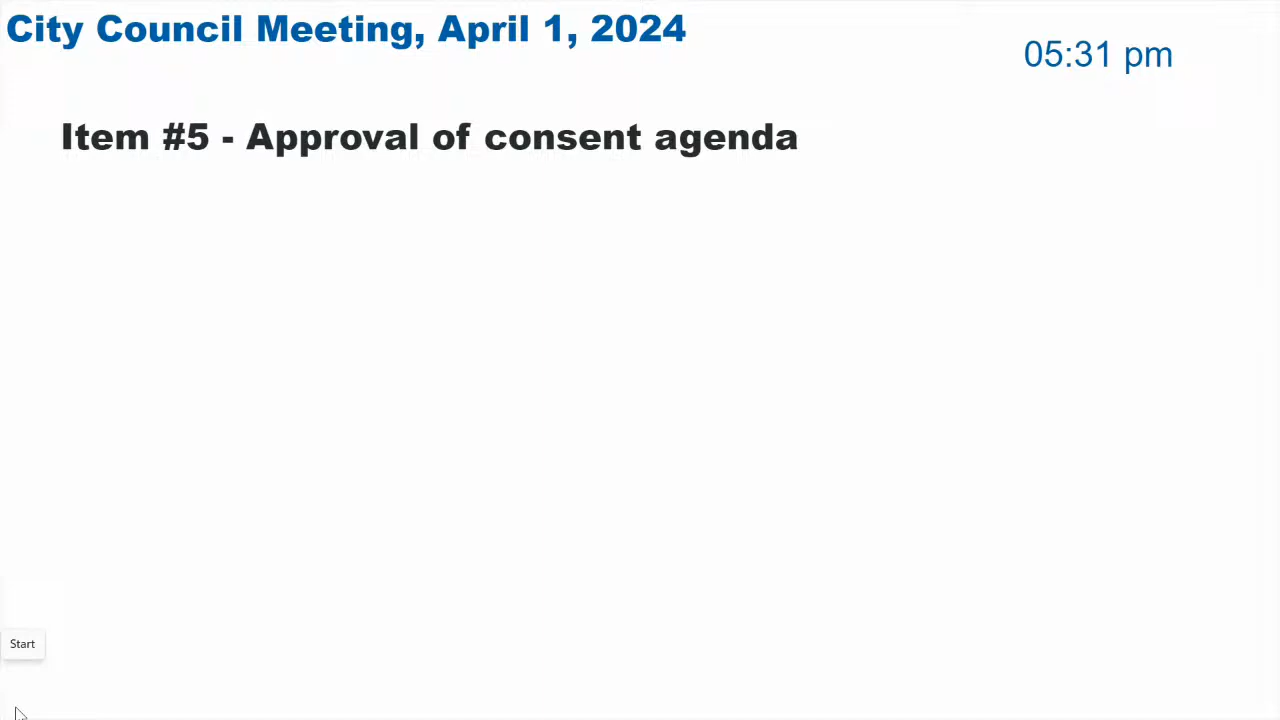 City Council Meeting, April 1, 2024
05:31 pm
Item #5 - Approval of consent agenda
Start